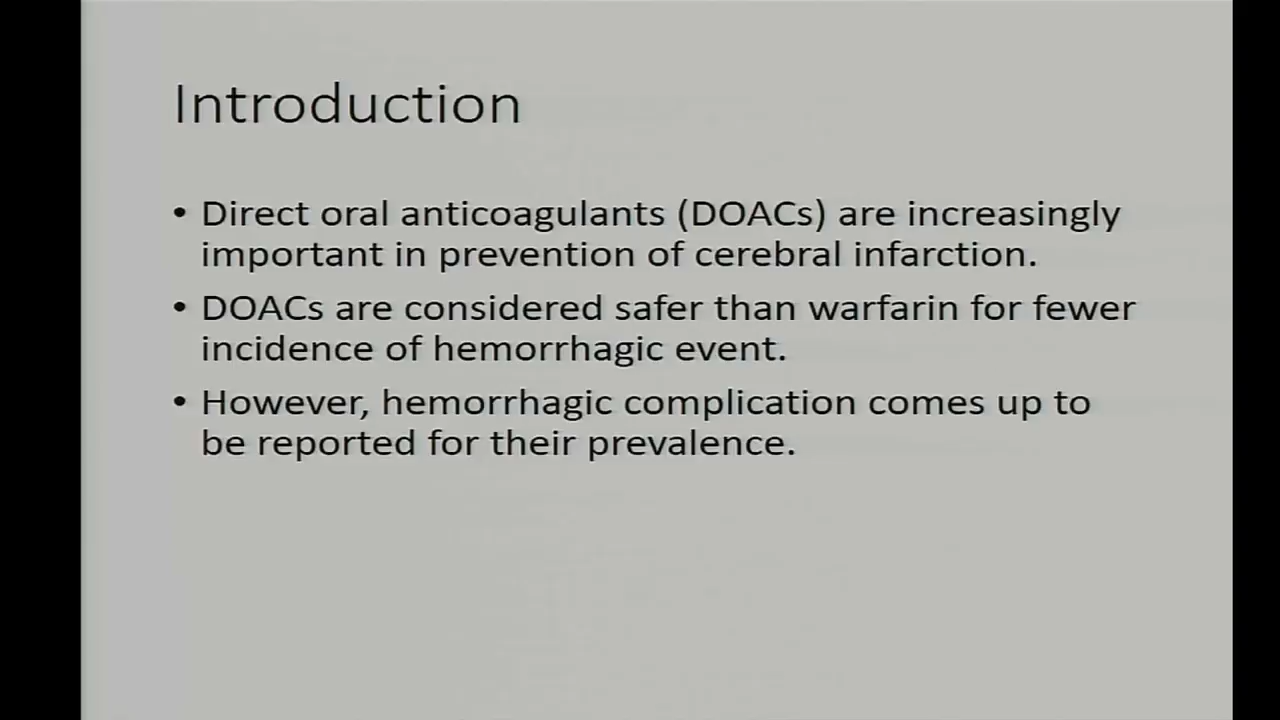 Introduction
• Direct oral anticoagulants (DOACs) are increasingly
important in prevention of cerebral infarction.
• DOACs are considered safer than warfarin for fewer
incidence of hemorrhagic event.
• However, hemorrhagic complication comes up to
be reported for their prevalence.